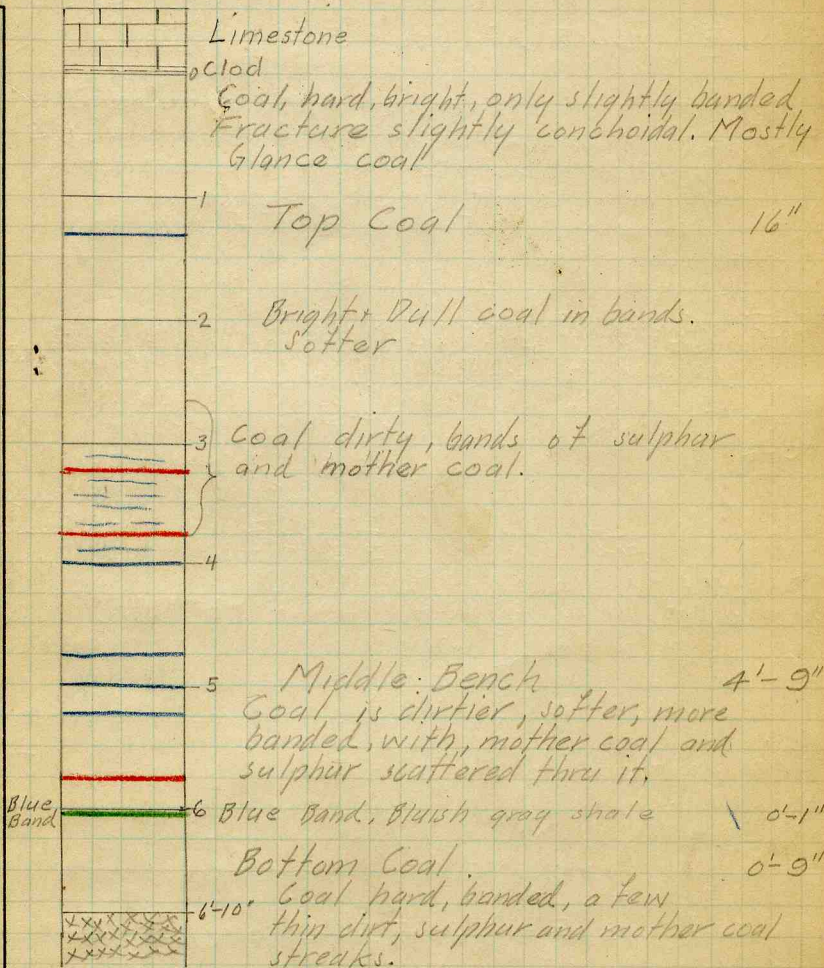 Limestone
0 Clod
Coal, hard, bright, only slightly banded
Fracture slightly conchoidal. Mostly
Glance coal
1
Top Coal 16"
2 Bright + Dull coal in bands.
softer
3 Coal dirty, bands of sulphur
and mother coal.
4
5 Middle Bench 4'-9"
Coal is dirtier, softer, more
banded, with, mother coal and
sulphur scattered thru it.
Blue
Band
6 Blue Band, Bluish gray shale 0'-1"
Bottom Coal 0'-9"
6'-10" Coal hard, banded, a few
thin dirt, sulphur and mother coal
streaks.